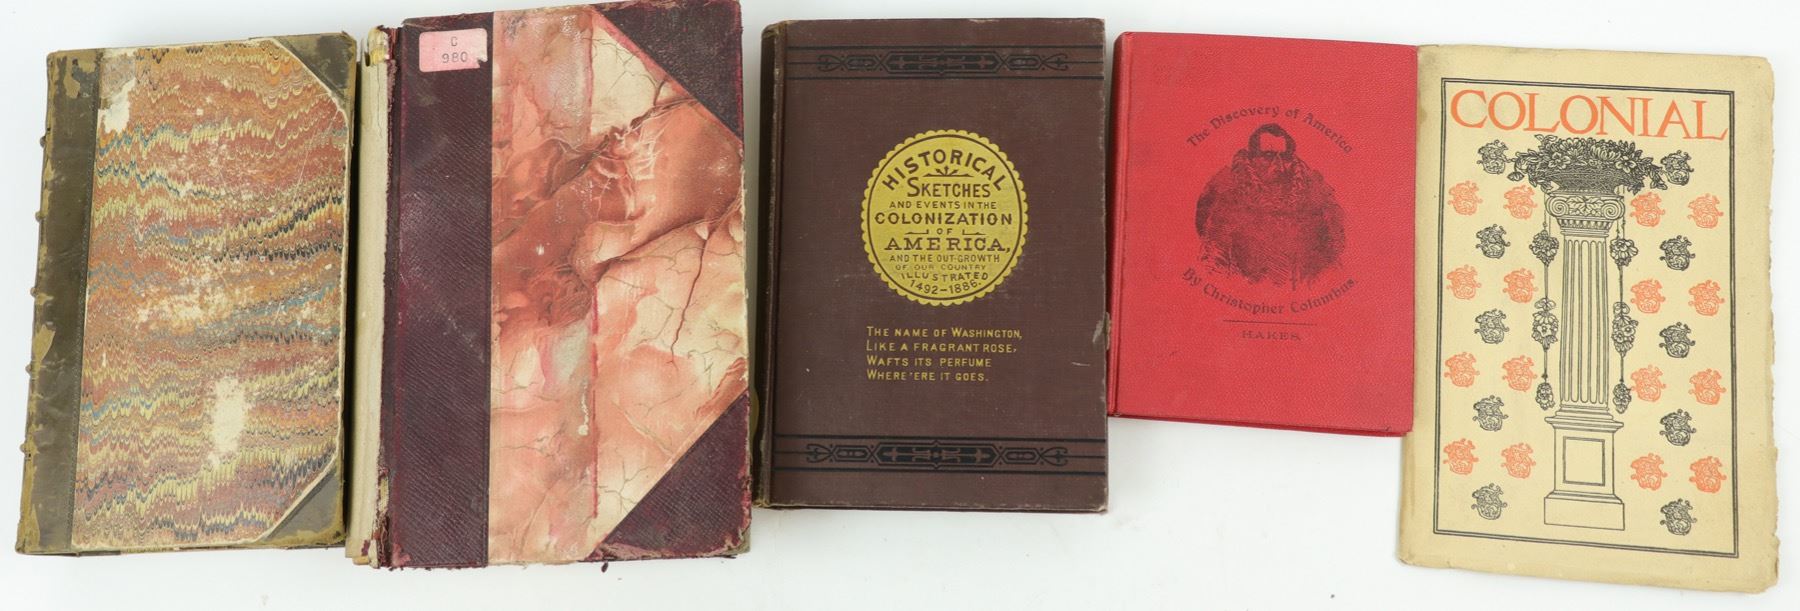 C
980
HISTORICAL
SKETCHES
AND EVENTS IN THE
COLONIZATION
OF
AMERICA,
AND THE OUT-GROWTH
OF OUR COUNTRY
ILLUSTRATED
1492-1886.
THE NAME OF WASHINGTON,
LIKE A FRAGRANT ROSE,
WAFTS ITS PERFUME
WHERE'ERE IT GOES.
The Discovery of America
By Christopher Columbus.
HAKES.
COLONIAL